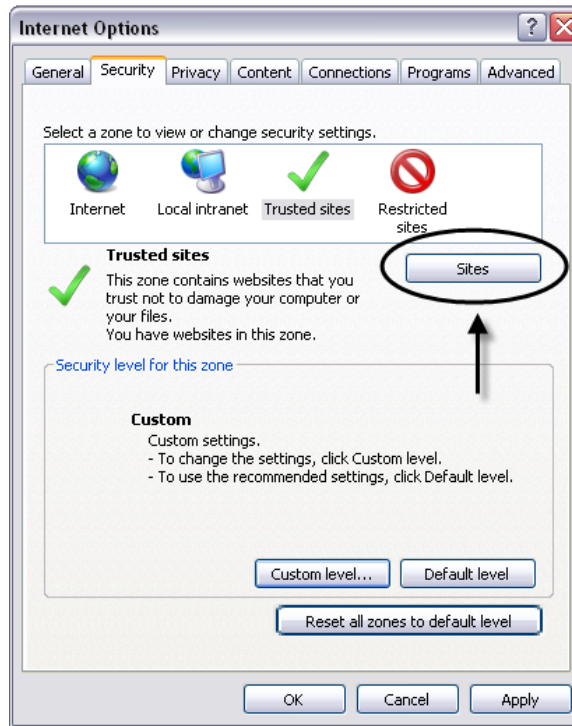 Internet Options
?
General Security Privacy Content Connections Programs Advanced
Select a zone to view or change security settings.
Internet Local intranet Trusted sites Restricted
sites
Trusted sites
Sites
This zone contains websites that you
trust not to damage your computer or
your files.
You have websites in this zone.
Security level for this zone
Custom
Custom settings.
- To change the settings, click Custom level.
- To use the recommended settings, click Default level.
Custom level... Default level
Reset all zones to default level
OK Cancel Apply